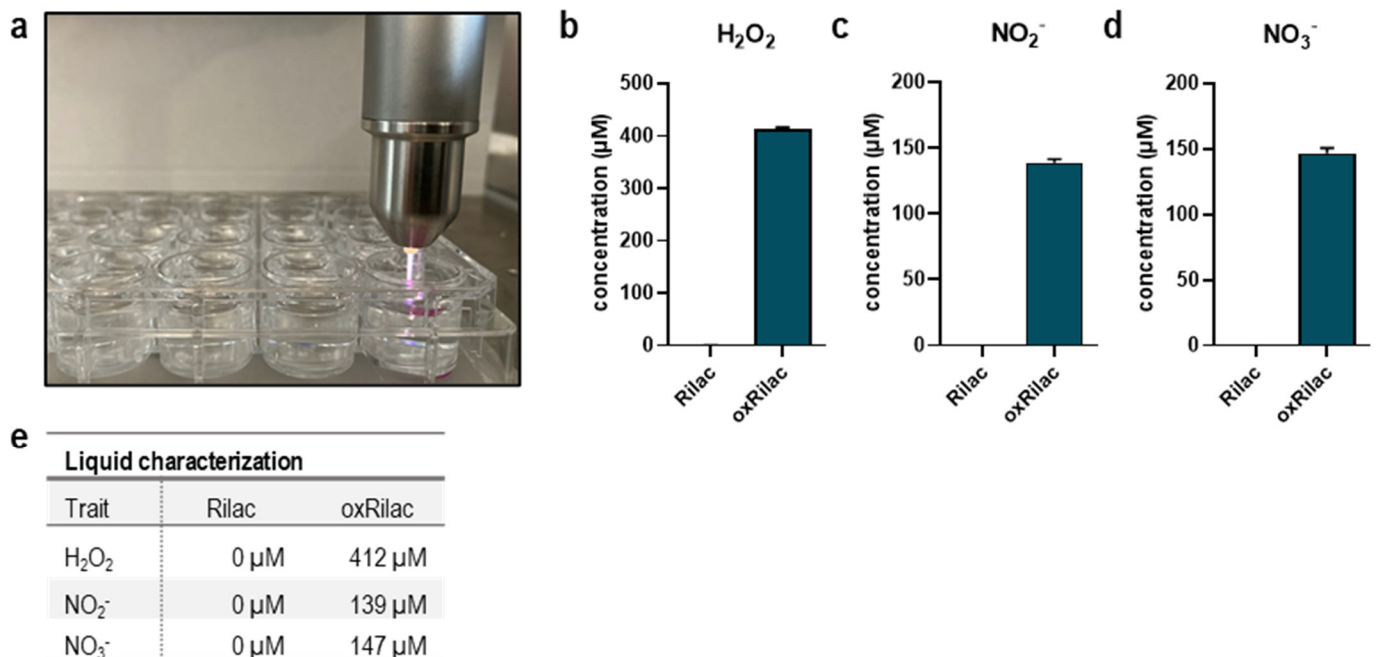 a
b
H₂O₂
500
400
300
200
100
0
concentration (µM)
Rilac
oxRilac
c
NO₂⁻
200
150
100
50
0
concentration (µM)
Rilac
oxRilac
d
NO₃⁻
200
150
100
50
0
concentration (µM)
Rilac
oxRilac
e
Liquid characterization
Trait Rilac oxRilac
H₂O₂ 0 µM 412 µM
NO₂⁻ 0 µM 139 µM
NO₃⁻ 0 µM 147 µM